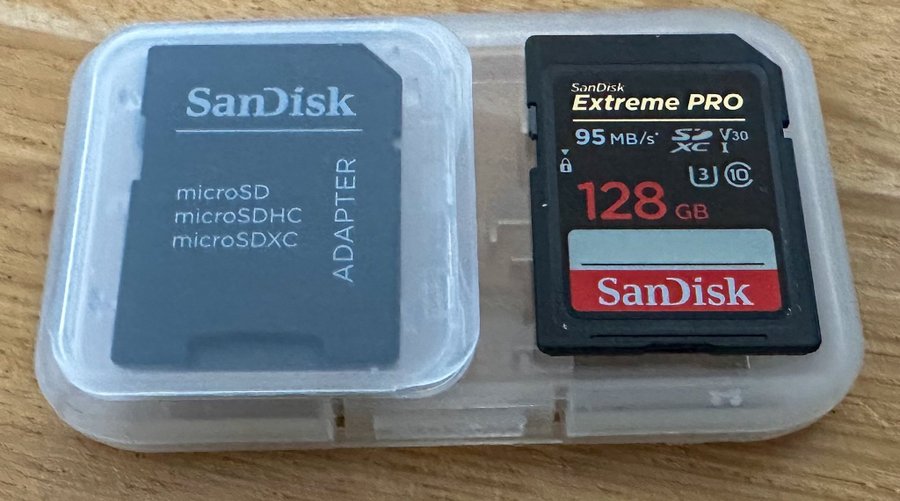 SanDisk
microSD
microSDHC
microSDXC
ADAPTER
SanDisk
Extreme PRO
95 MB/s*
SD XC I
V30
3
10
128 GB
SanDisk